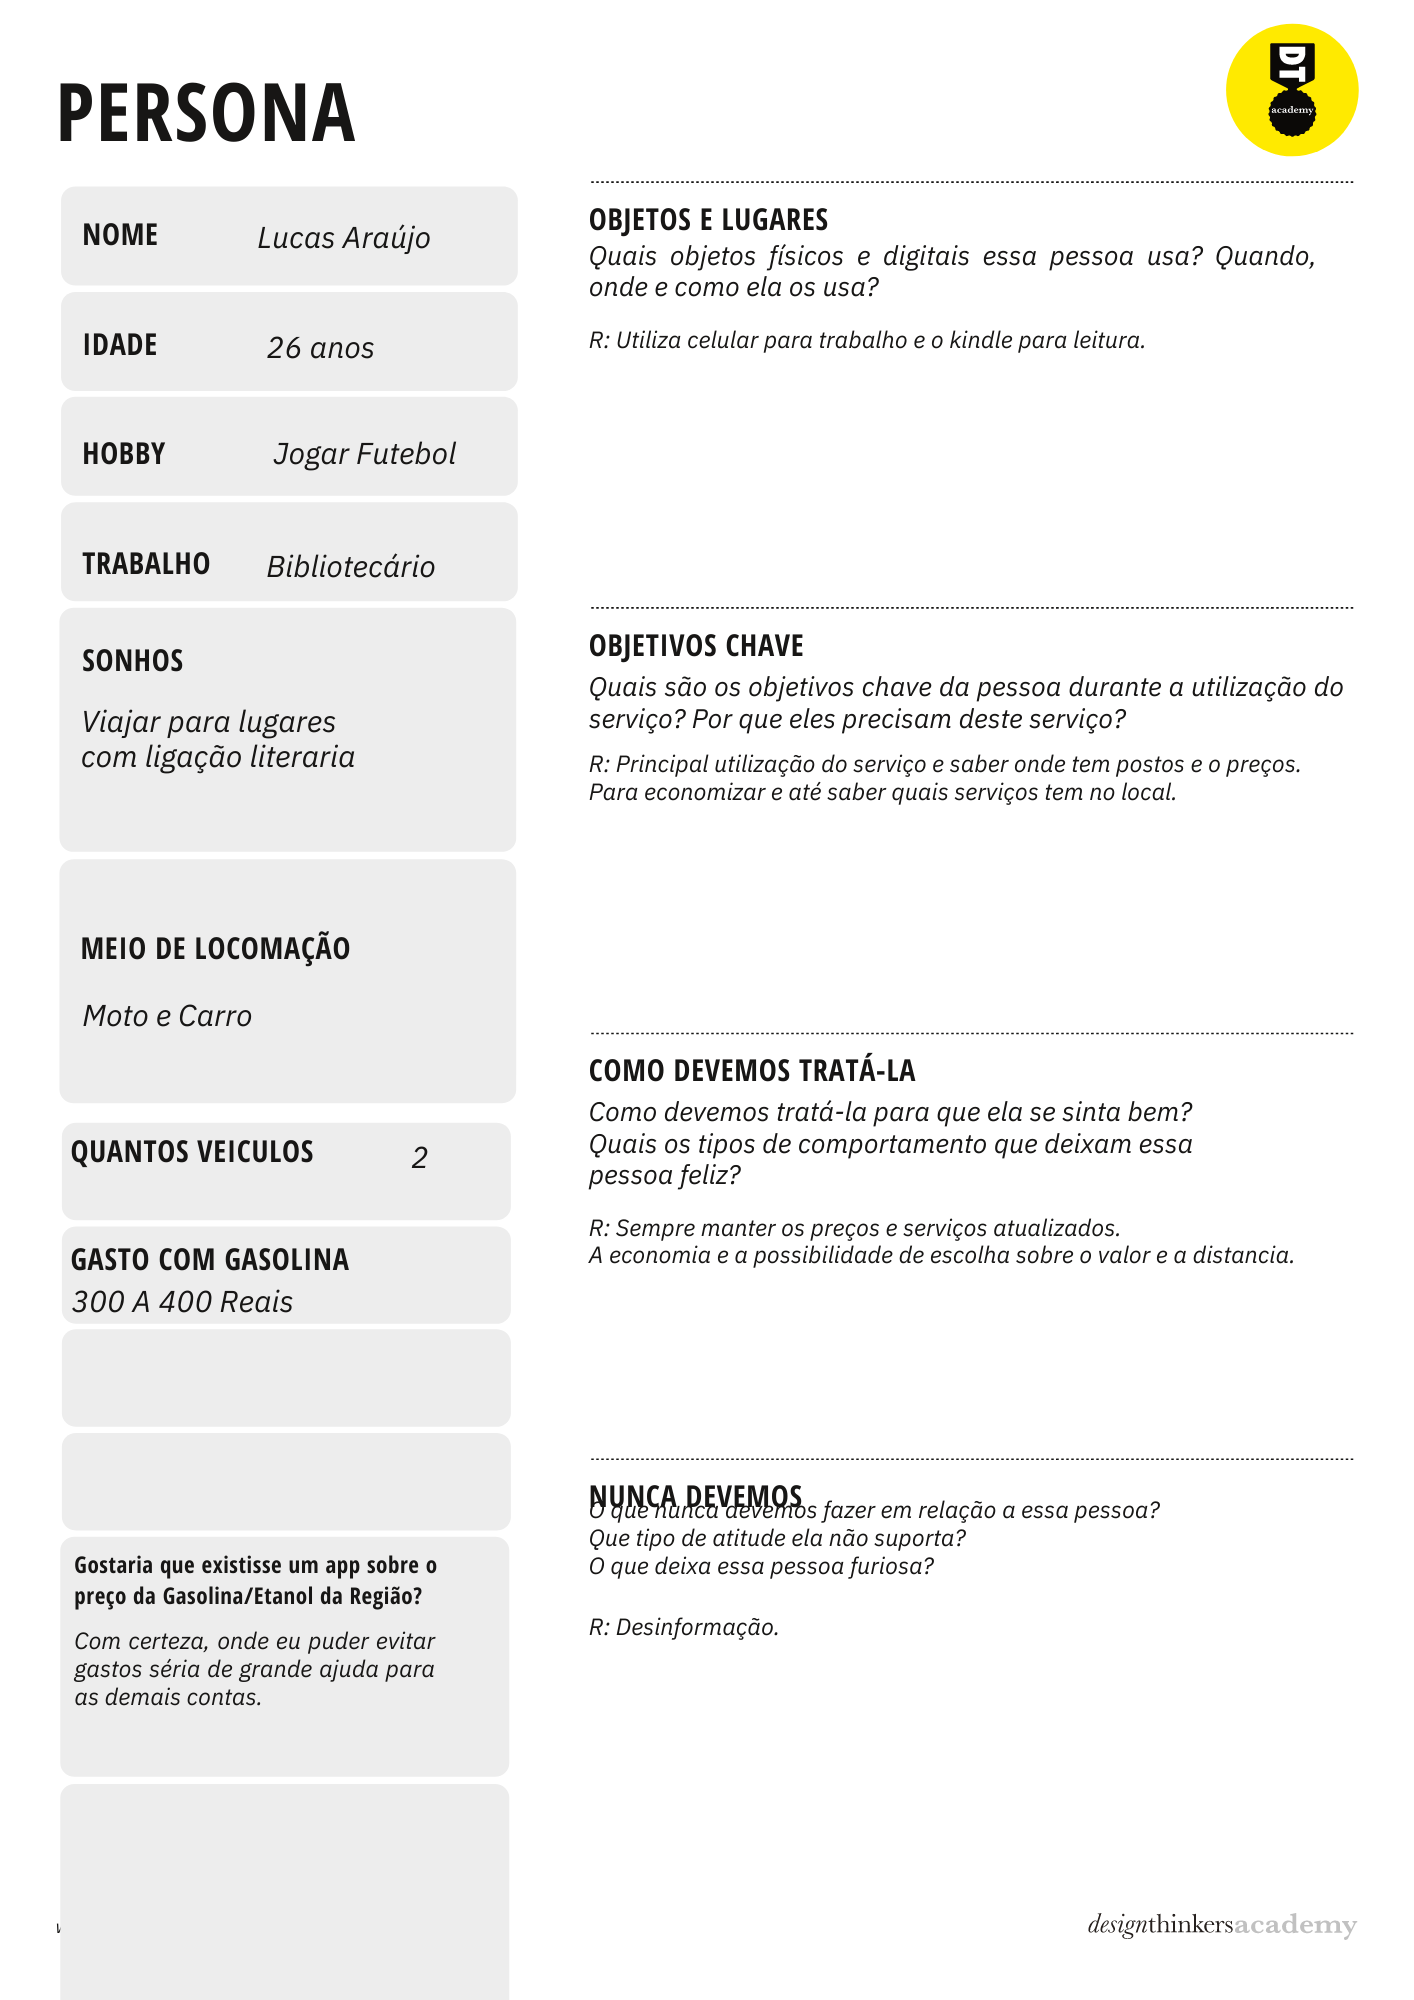 PERSONA
DT
academy
NOME Lucas Araújo
IDADE 26 anos
HOBBY Jogar Futebol
TRABALHO Bibliotecário
SONHOS
Viajar para lugares
com ligação literaria
MEIO DE LOCOMAÇÃO
Moto e Carro
QUANTOS VEICULOS 2
GASTO COM GASOLINA
300 A 400 Reais
Gostaria que existisse um app sobre o
preço da Gasolina/Etanol da Região?
Com certeza, onde eu puder evitar
gastos séria de grande ajuda para
as demais contas.
OBJETOS E LUGARES
Quais objetos físicos e digitais essa pessoa usa? Quando,
onde e como ela os usa?
R: Utiliza celular para trabalho e o kindle para leitura.
OBJETIVOS CHAVE
Quais são os objetivos chave da pessoa durante a utilização do
serviço? Por que eles precisam deste serviço?
R: Principal utilização do serviço e saber onde tem postos e o preços.
Para economizar e até saber quais serviços tem no local.
COMO DEVEMOS TRATÁ-LA
Como devemos tratá-la para que ela se sinta bem?
Quais os tipos de comportamento que deixam essa
pessoa feliz?
R: Sempre manter os preços e serviços atualizados.
A economia e a possibilidade de escolha sobre o valor e a distancia.
NUNCA DEVEMOS
O que nunca devemos fazer em relação a essa pessoa?
Que tipo de atitude ela não suporta?
O que deixa essa pessoa furiosa?
R: Desinformação.
designthinkersacademy